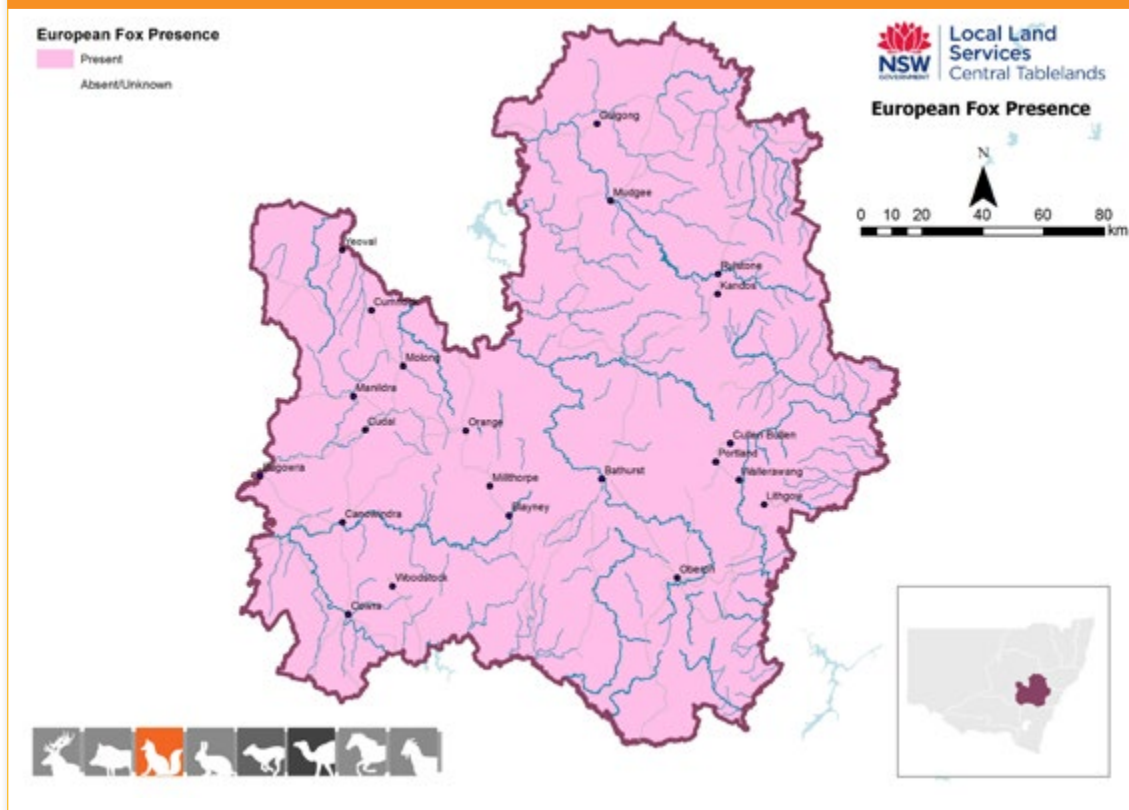 European Fox Presence
Present
Absent/Unknown
NSW
GOVERNMENT
Local Land
Services
Central Tablelands
European Fox Presence
N
0 10 20 40 60 80
km
Gulgong
Mudgee
Rylstone
Kandos
Yeoval
Cumnock
Molong
Manildra
Cudal
Orange
Cullen Bullen
Portland
Wallerawang
Eugowra
Millthorpe
Bathurst
Lithgow
Canowindra
Blayney
Oberon
Woodstock
Cowra